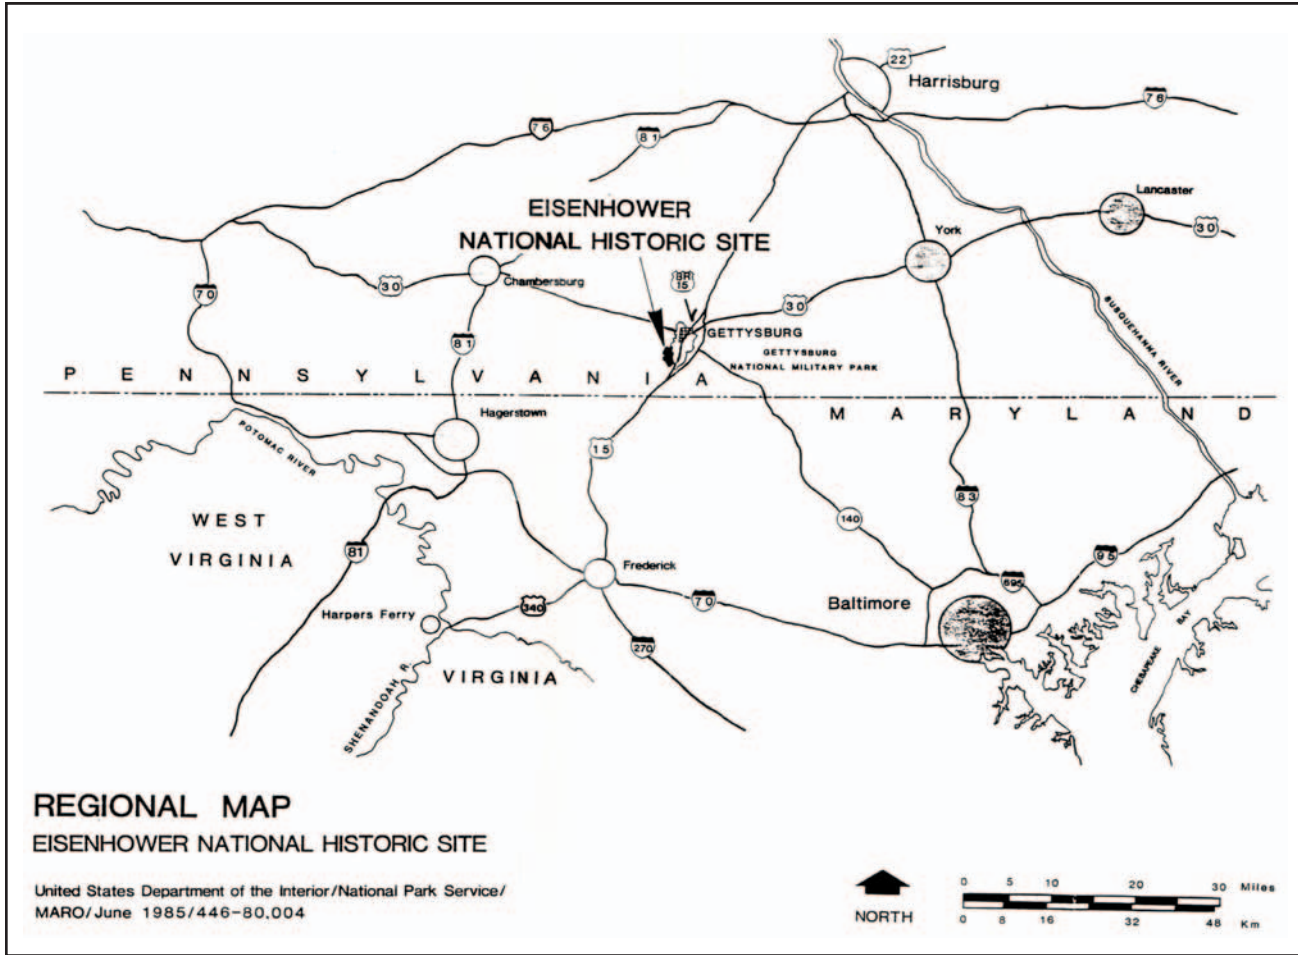 22
Harrisburg
76
76
81
Lancaster
EISENHOWER
NATIONAL HISTORIC SITE
York
30
30
Chambersburg
BR
15
70
30
30
SUSQUEHANNA RIVER
81
GETTYSBURG
GETTYSBURG
NATIONAL MILITARY PARK
PENNSYLVANIA
MARYLAND
Hagerstown
POTOMAC RIVER
15
83
WEST
VIRGINIA
140
81
95
Frederick
695
340
70
Baltimore
Harpers Ferry
BAY
CHESAPEAKE
270
VIRGINIA
SHENANDOAH R.
REGIONAL MAP
EISENHOWER NATIONAL HISTORIC SITE
United States Department of the Interior/National Park Service/
MARO/June 1985/446-80,004
NORTH
0 5 10 20 30 Miles
0 8 16 32 48 Km